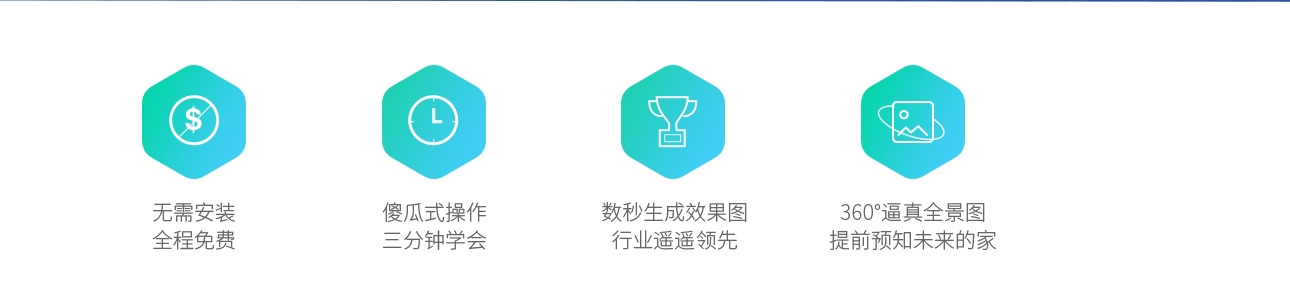 $
无需安装
全程免费
傻瓜式操作
三分钟学会
数秒生成效果图
行业遥遥领先
360°逼真全景图
提前预知未来的家